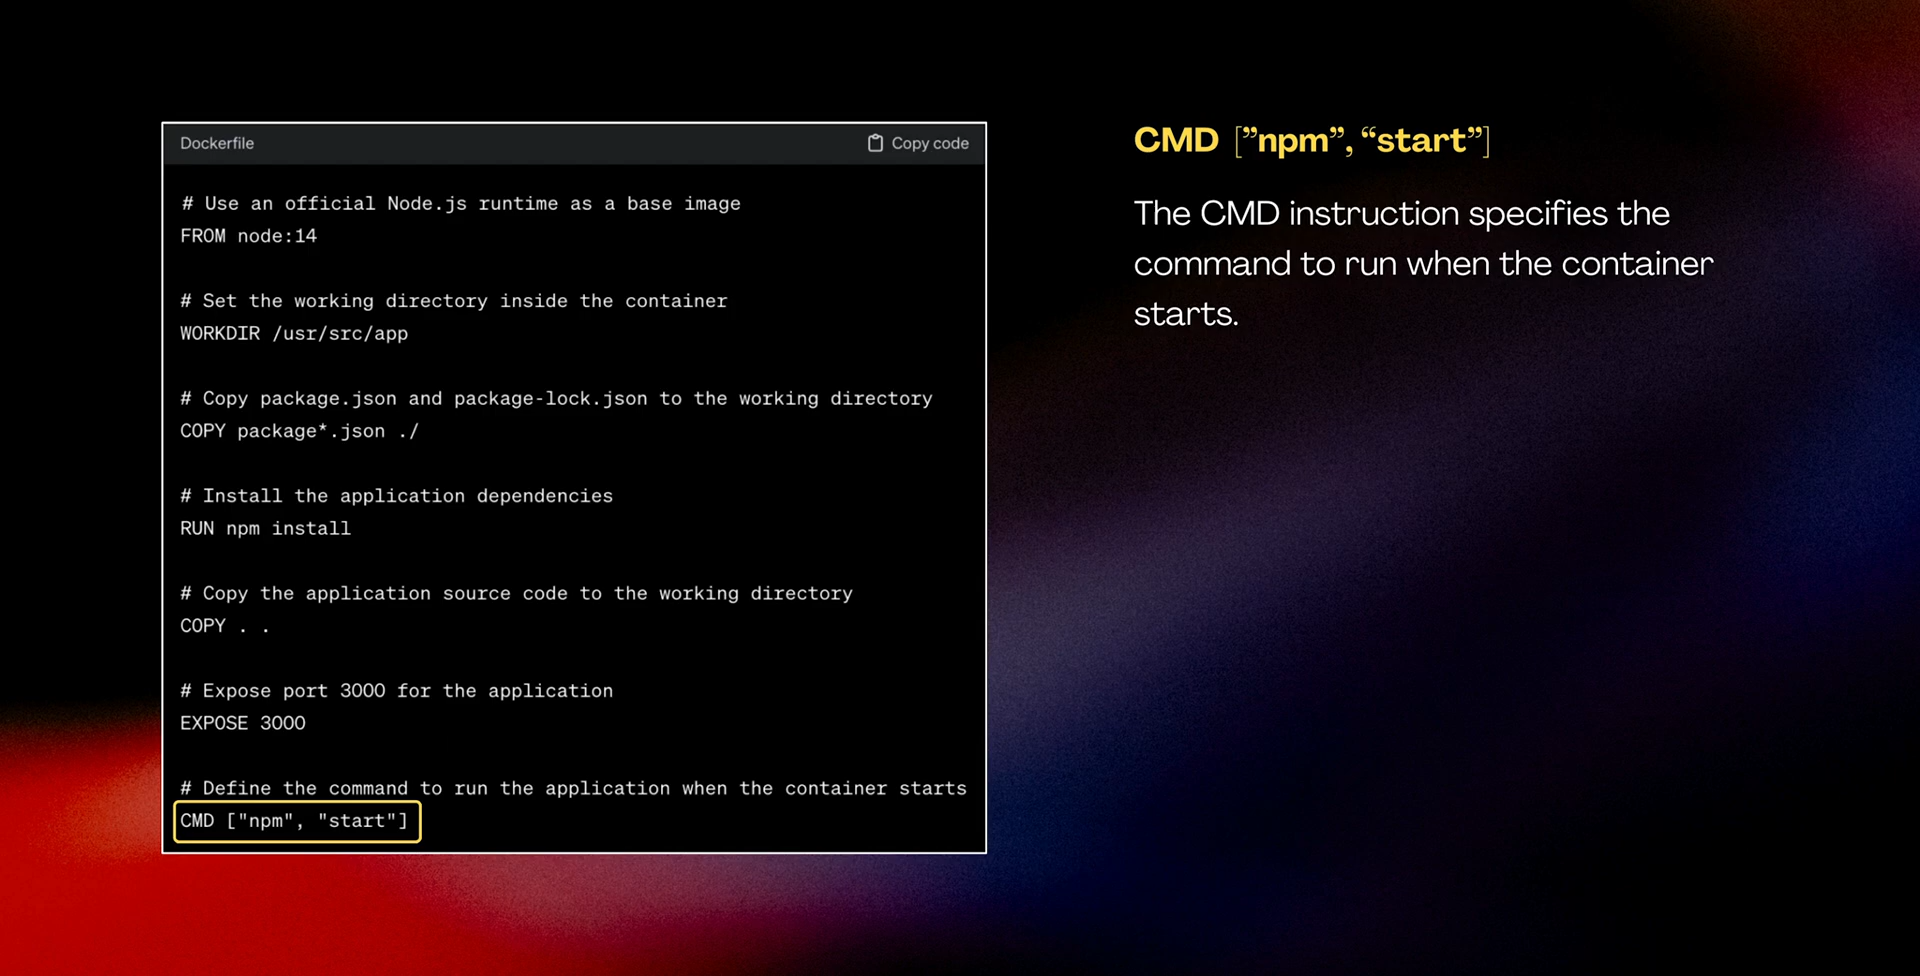 Dockerfile
Copy code
# Use an official Node.js runtime as a base image
FROM node:14
# Set the working directory inside the container
WORKDIR /usr/src/app
# Copy package.json and package-lock.json to the working directory
COPY package*.json ./
# Install the application dependencies
RUN npm install
# Copy the application source code to the working directory
COPY . .
# Expose port 3000 for the application
EXPOSE 3000
# Define the command to run the application when the container starts
CMD ["npm", "start"]
CMD [”npm”, “start”]
The CMD instruction specifies the
command to run when the container
starts.